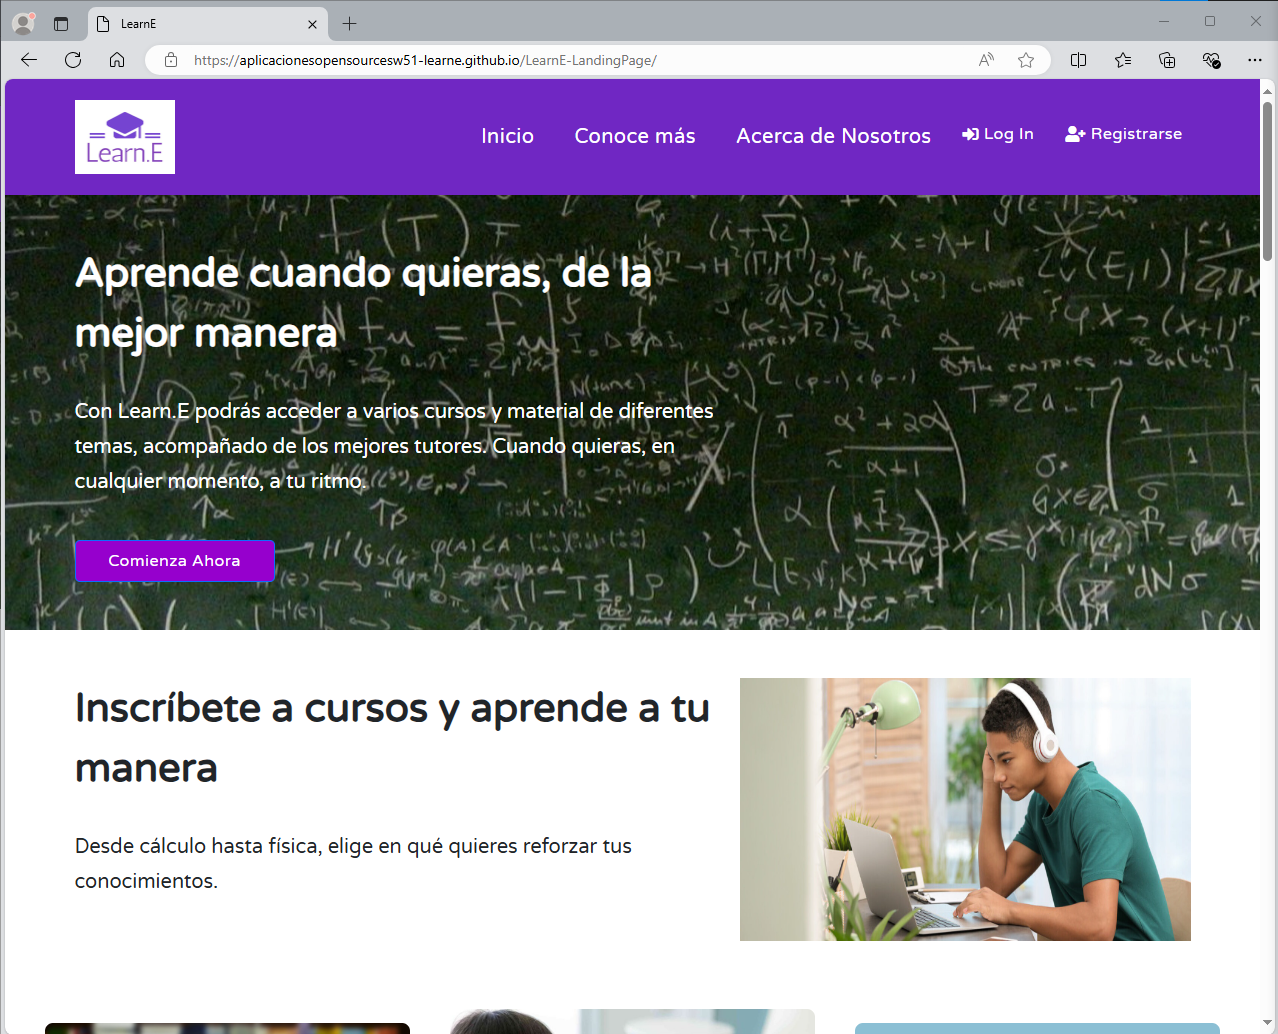 LearnE
https://aplicacionesopensourcesw51-learne.github.io/LearnE-LandingPage/
Learn.E
Inicio
Conoce más
Acerca de Nosotros
Log In
Registrarse
Aprende cuando quieras, de la
mejor manera
Con Learn.E podrás acceder a varios cursos y material de diferentes
temas, acompañado de los mejores tutores. Cuando quieras, en
cualquier momento, a tu ritmo.
Comienza Ahora
Inscríbete a cursos y aprende a tu
manera
Desde cálculo hasta física, elige en qué quieres reforzar tus
conocimientos.